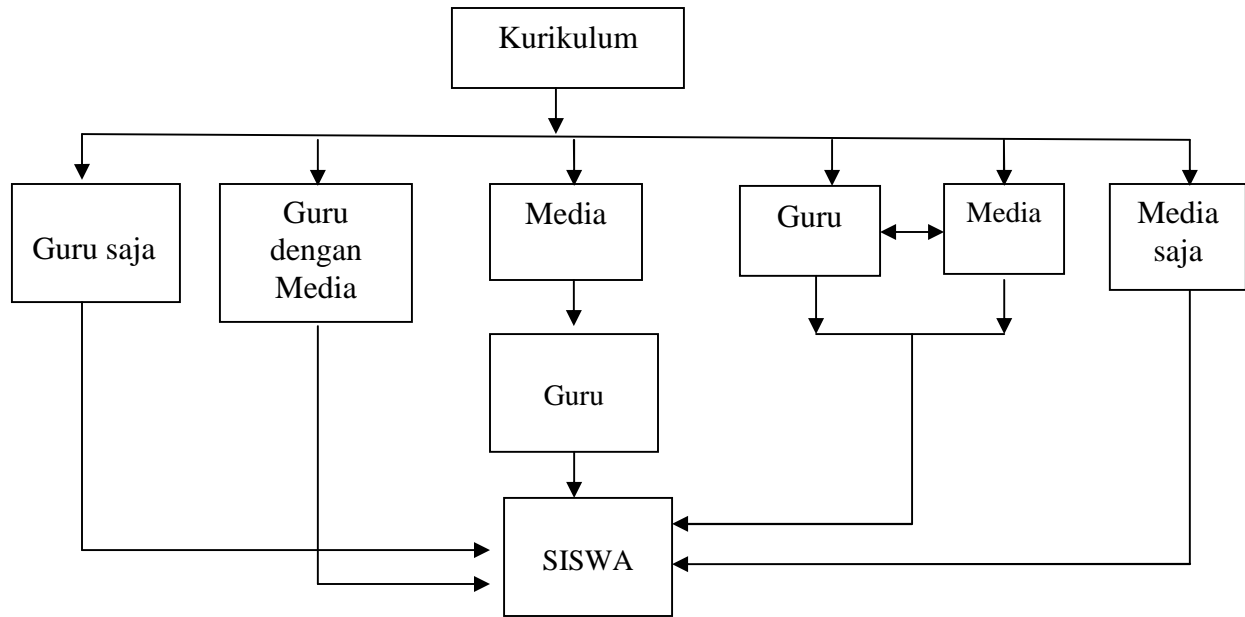 Kurikulum
Guru saja
Guru
dengan
Media
Media
Guru
Media
Media
saja
Guru
SISWA